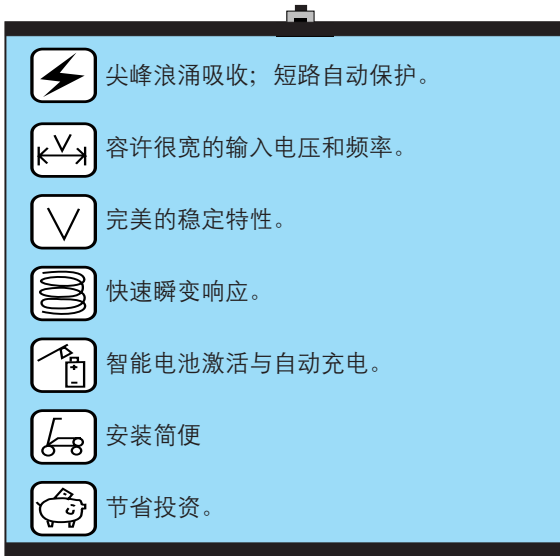 尖峰浪涌吸收；短路自动保护。
V
容许很宽的输入电压和频率。
V
完美的稳定特性。
快速瞬变响应。
智能电池激活与自动充电。
安装简便
节省投资。